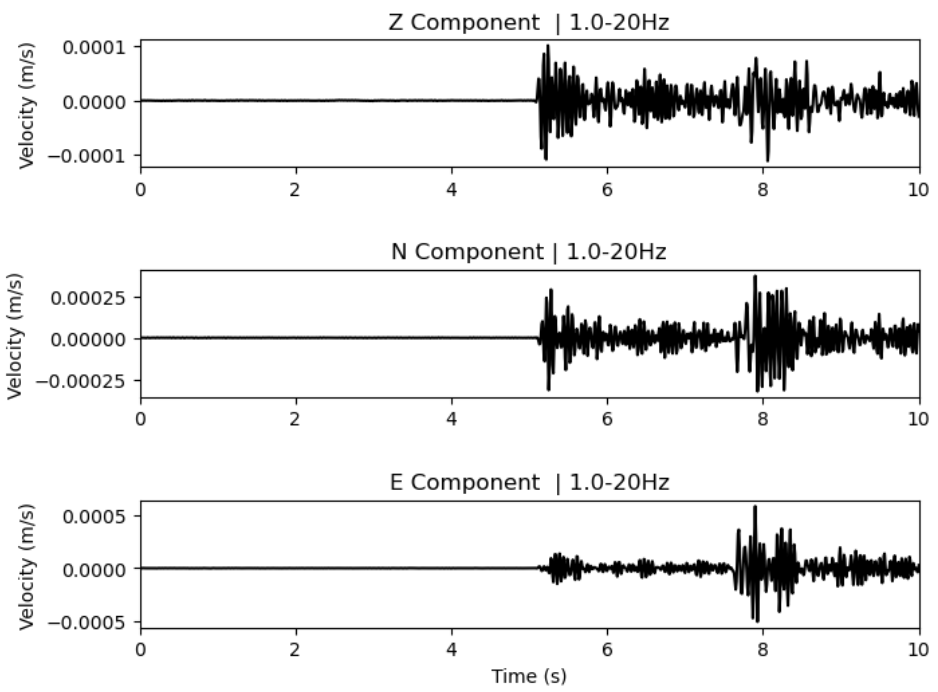 Z Component | 1.0-20Hz
Velocity (m/s)
0.0001
0.0000
−0.0001
0 2 4 6 8 10
N Component | 1.0-20Hz
Velocity (m/s)
0.00025
0.00000
−0.00025
0 2 4 6 8 10
E Component | 1.0-20Hz
Velocity (m/s)
0.0005
0.0000
−0.0005
0 2 4 6 8 10
Time (s)